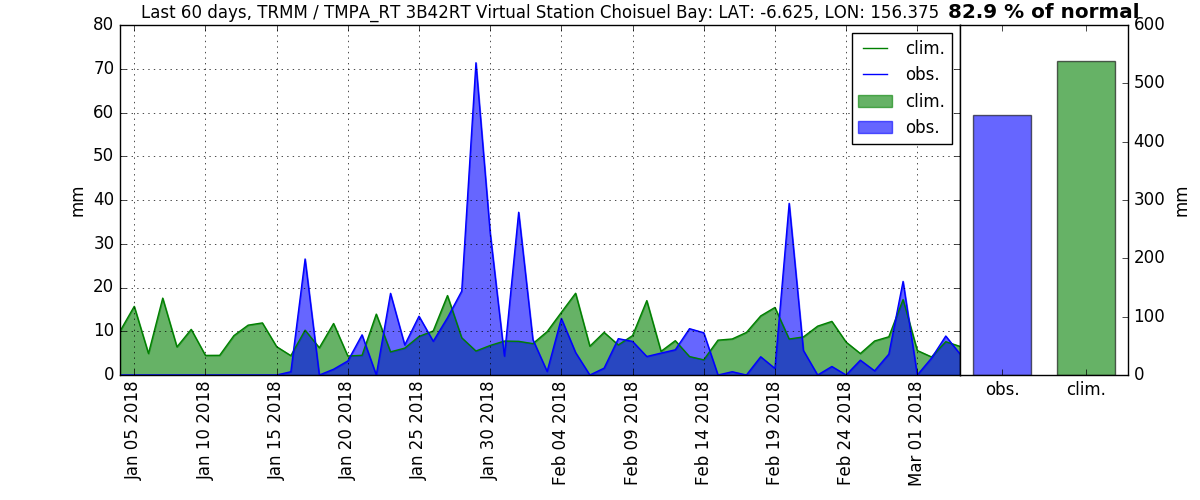 Last 60 days, TRMM / TMPA_RT 3B42RT Virtual Station Choisuel Bay: LAT: -6.625, LON: 156.375 82.9 % of normal
80
70
60
50
40
30
20
10
0
mm
clim.
obs.
clim.
obs.
600
500
400
300
200
100
0
mm
Jan 05 2018
Jan 10 2018
Jan 15 2018
Jan 20 2018
Jan 25 2018
Jan 30 2018
Feb 04 2018
Feb 09 2018
Feb 14 2018
Feb 19 2018
Feb 24 2018
Mar 01 2018
obs.
clim.